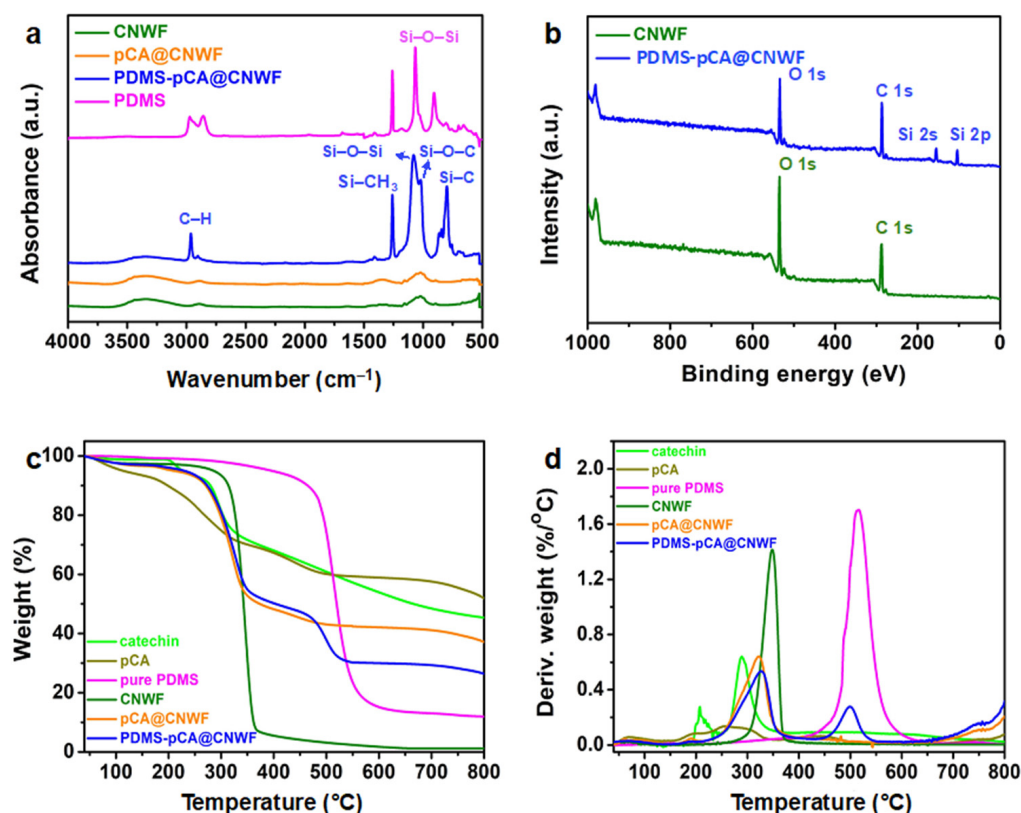 a
CNWF
pCA@CNWF
PDMS-pCA@CNWF
PDMS
Si–O–Si
Si–O–Si
Si–O–C
Si–CH3
Si–C
C–H
Absorbance (a.u.)
4000 3500 3000 2500 2000 1500 1000 500
Wavenumber (cm⁻¹)
b
CNWF
PDMS-pCA@CNWF
O 1s
C 1s
Si 2s
Si 2p
O 1s
C 1s
Intensity (a.u.)
1000 800 600 400 200 0
Binding energy (eV)
c
100
80
60
40
20
0
Weight (%)
catechin
pCA
pure PDMS
CNWF
pCA@CNWF
PDMS-pCA@CNWF
100 200 300 400 500 600 700 800
Temperature (°C)
d
catechin
pCA
pure PDMS
CNWF
pCA@CNWF
PDMS-pCA@CNWF
2.0
1.6
1.2
0.8
0.4
0.0
Deriv. weight (%/°C)
100 200 300 400 500 600 700 800
Temperature (°C)